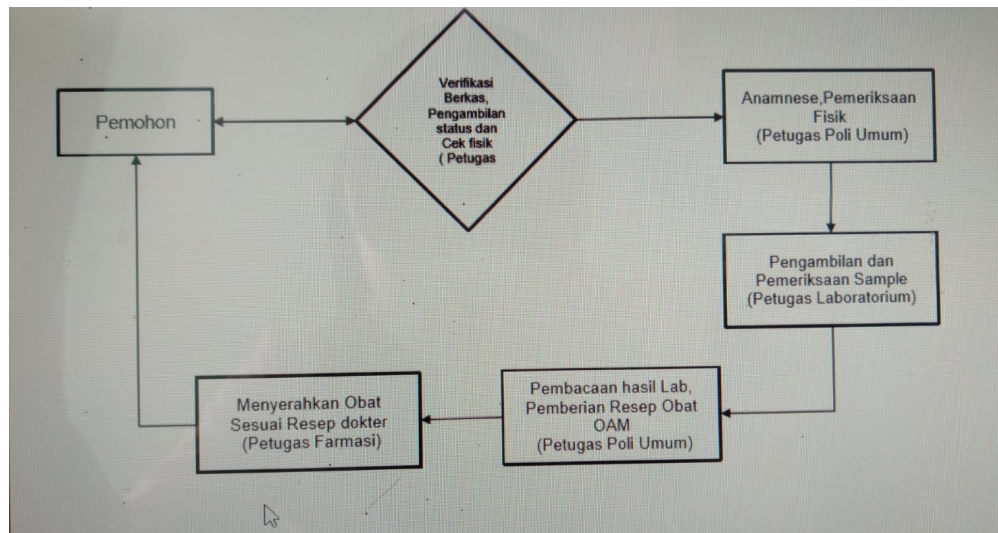 Pemohon
Verifikasi
Berkas,
Pengambilan
status dan
Cek fisik
( Petugas
Anamnese,Pemeriksaan
Fisik
(Petugas Poli Umum)
Pengambilan dan
Pemeriksaan Sample
(Petugas Laboratorium)
Pembacaan hasil Lab,
Pemberian Resep Obat
OAM
(Petugas Poli Umum)
Menyerahkan Obat
Sesuai Resep dokter
(Petugas Farmasi)